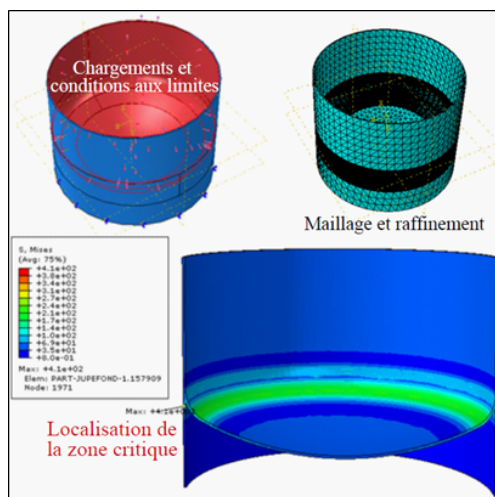 Chargements et
conditions aux limites
Maillage et raffinement
S, Mises
(Avg: 75%)
+4.1e+02
+3.8e+02
+3.4e+02
+3.1e+02
+2.7e+02
+2.4e+02
+2.1e+02
+1.7e+02
+1.4e+02
+1.0e+02
+6.9e+01
+3.5e+01
+8.0e-01
Max: +4.1e+02
Elem: PART-JUPEFOND-1.157909
Node: 1971
Max: +4.1e+
Localisation de
la zone critique